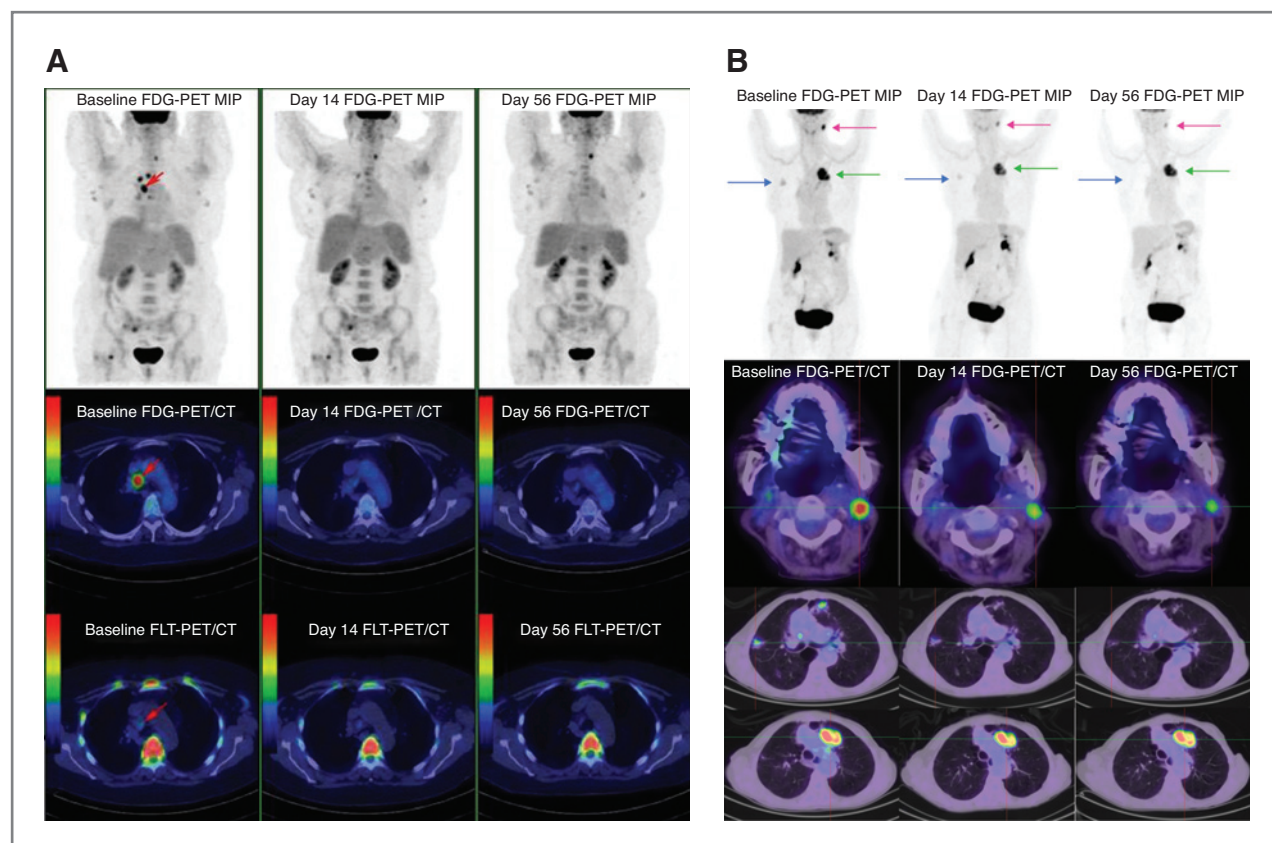 A
Baseline FDG-PET MIP
Day 14 FDG-PET MIP
Day 56 FDG-PET MIP
Baseline FDG-PET/CT
Day 14 FDG-PET /CT
Day 56 FDG-PET/CT
Baseline FLT-PET/CT
Day 14 FLT-PET/CT
Day 56 FLT-PET/CT
B
Baseline FDG-PET MIP
Day 14 FDG-PET MIP
Day 56 FDG-PET MIP
Baseline FDG-PET/CT
Day 14 FDG-PET/CT
Day 56 FDG-PET/CT